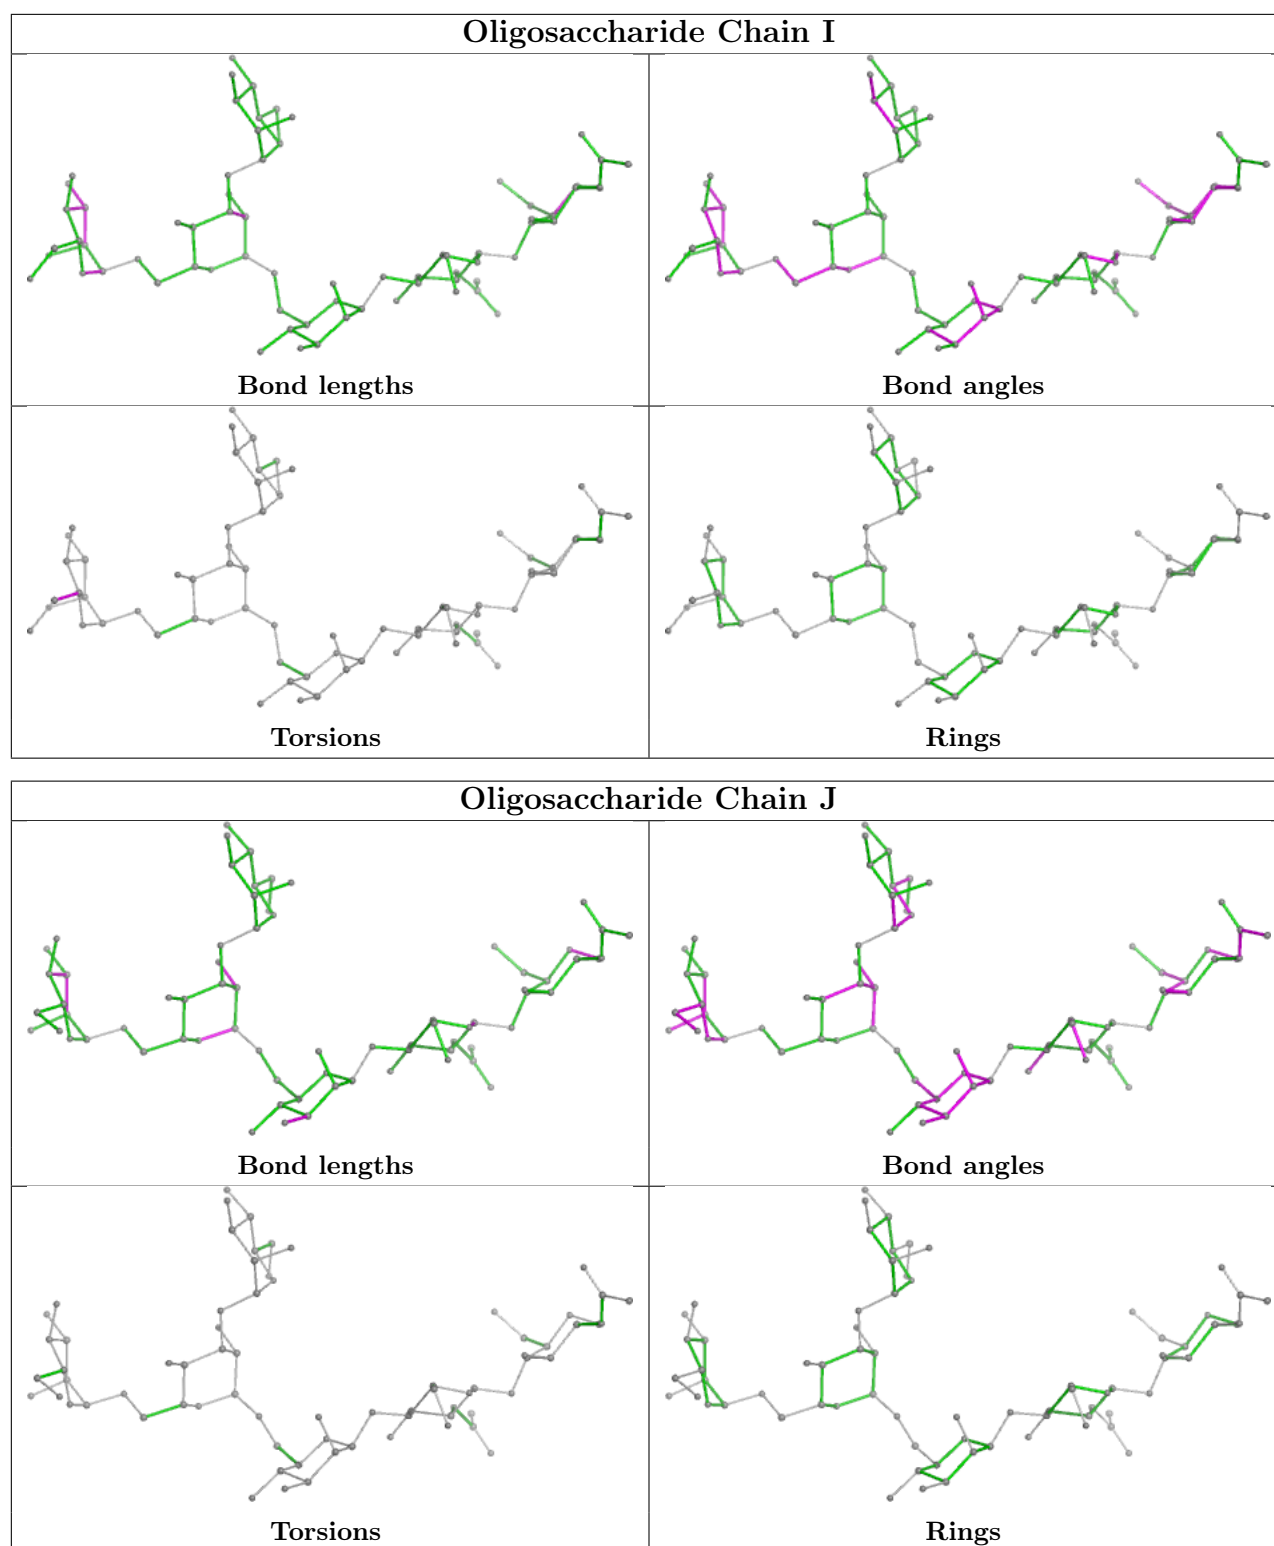 Oligosaccharide Chain I
Bond lengths
Bond angles
Torsions
Rings
Oligosaccharide Chain J
Bond lengths
Bond angles
Torsions
Rings